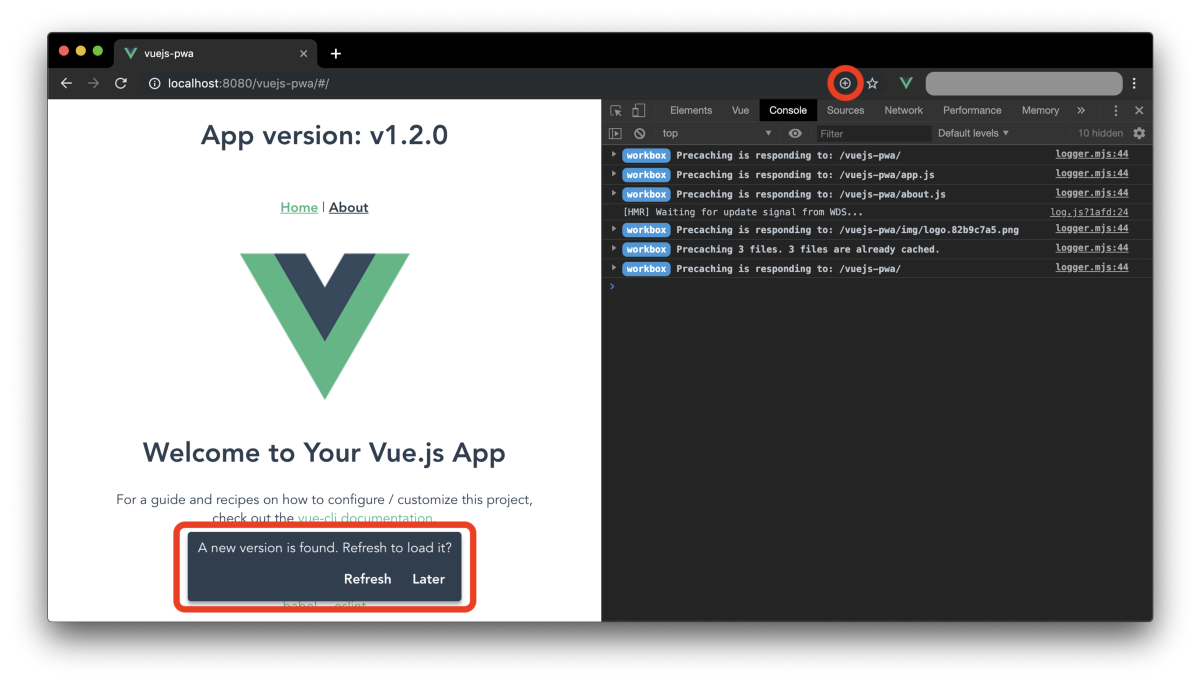 vuejs-pwa
localhost:8080/vuejs-pwa/#/
App version: v1.2.0
Home | About
Welcome to Your Vue.js App
For a guide and recipes on how to configure / customize this project,
check out the vue-cli documentation.
A new version is found. Refresh to load it?
Refresh Later
babel eslint
Elements Vue Console Sources Network Performance Memory »
top Filter Default levels ▼ 10 hidden
workbox Precaching is responding to: /vuejs-pwa/ logger.mjs:44
workbox Precaching is responding to: /vuejs-pwa/app.js logger.mjs:44
workbox Precaching is responding to: /vuejs-pwa/about.js logger.mjs:44
[HMR] Waiting for update signal from WDS... log.js?1afd:24
workbox Precaching is responding to: /vuejs-pwa/img/logo.82b9c7a5.png logger.mjs:44
workbox Precaching 3 files. 3 files are already cached. logger.mjs:44
workbox Precaching is responding to: /vuejs-pwa/ logger.mjs:44